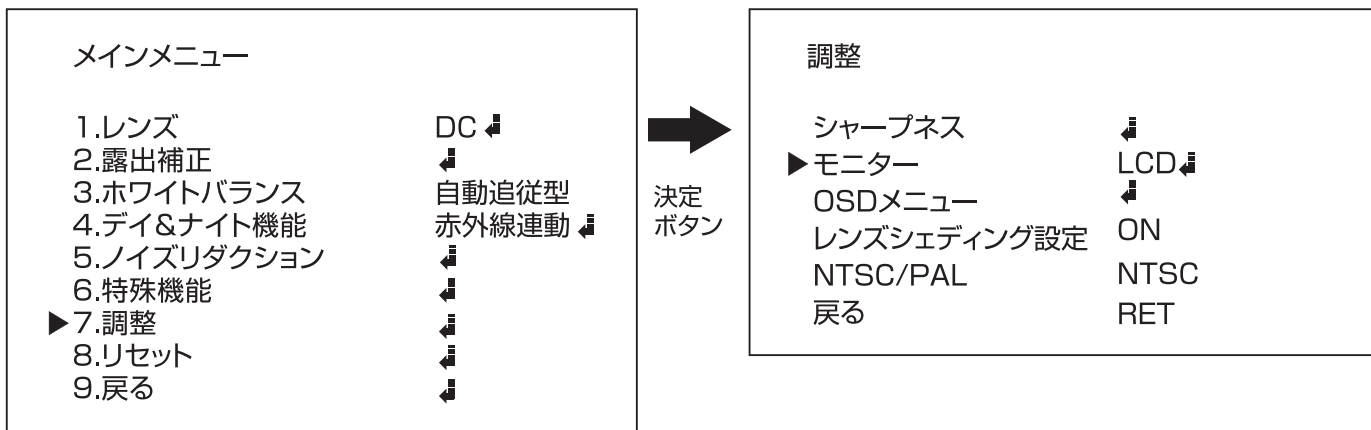 メインメニュー
1.レンズ DC
2.露出補正
3.ホワイトバランス 自動追従型
4.デイ&ナイト機能 赤外線連動
5.ノイズリダクション
6.特殊機能
▶7.調整
8.リセット
9.戻る
決定
ボタン
調整
シャープネス
▶モニター LCD
OSDメニュー
レンズシェディング設定 ON
NTSC/PAL NTSC
戻る RET